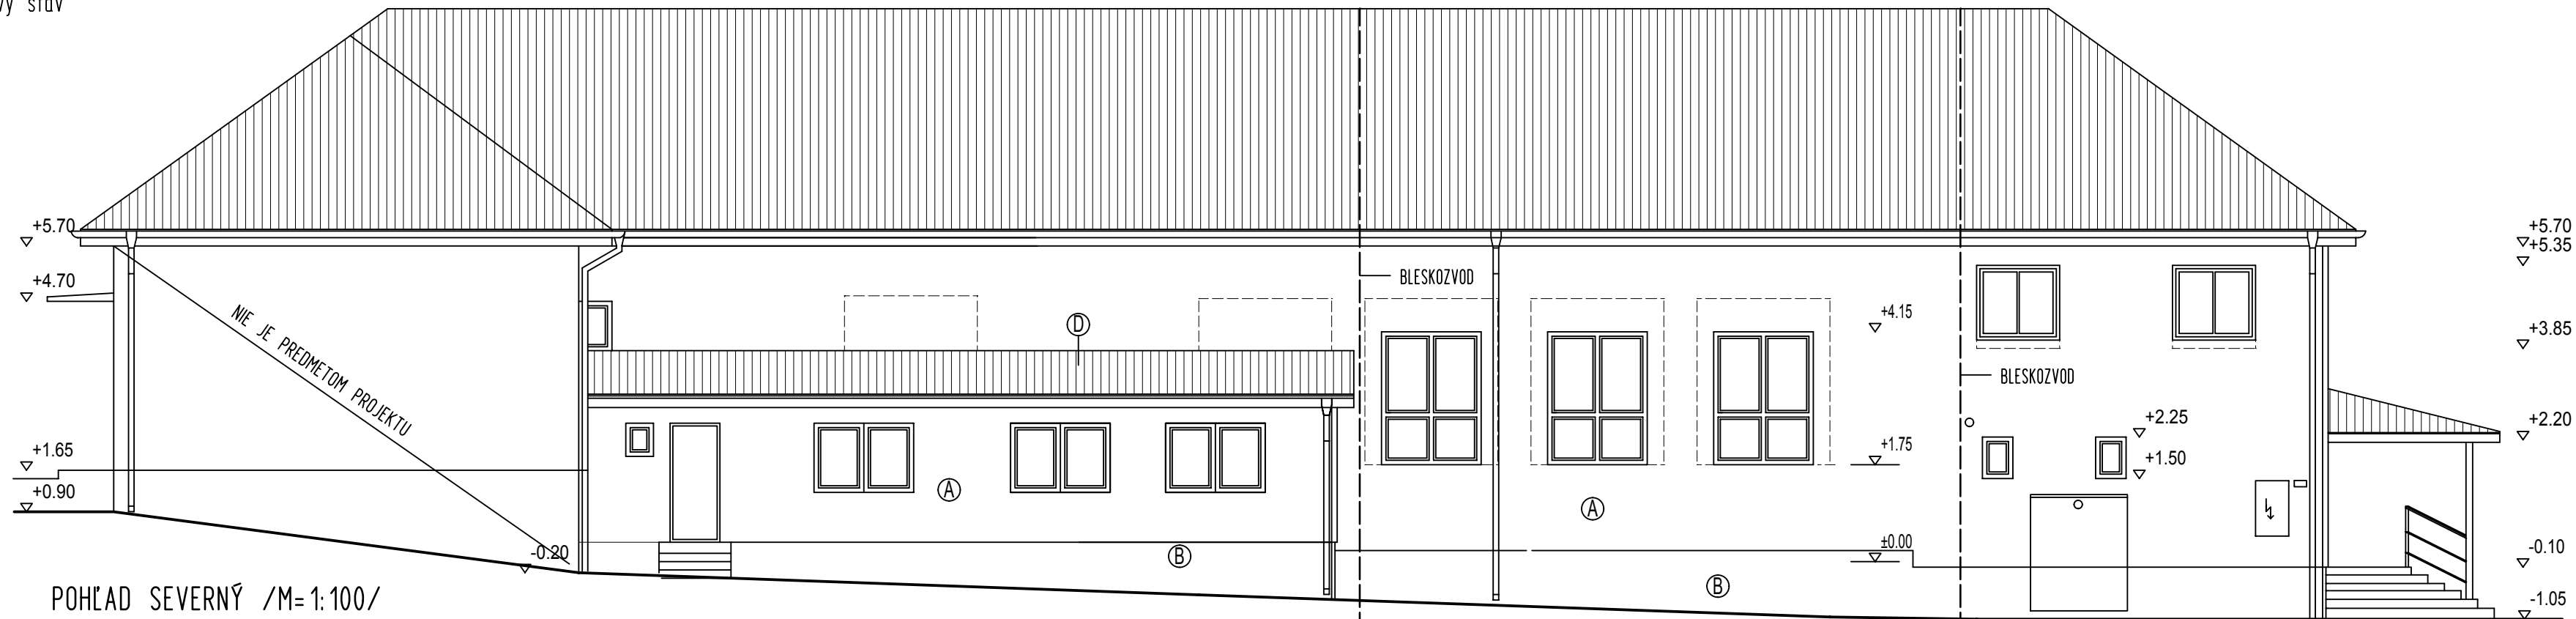 stav
+5.70
+4.70
+1.65
+0.90
-0.20
NIE JE PREDMETOM PROJEKTU
D
A
B
BLESKOZVOD
A
B
+4.15
+1.75
±0.00
BLESKOZVOD
+2.25
+1.50
+5.70
+5.35
+3.85
+2.20
-0.10
-1.05
POHĽAD SEVERNÝ /M=1:100/